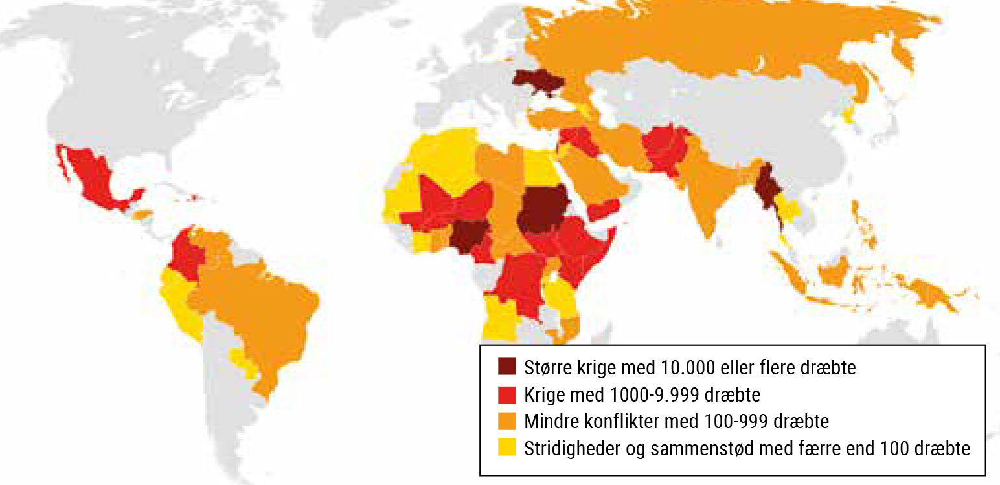 Større krige med 10.000 eller flere dræbte
Krige med 1000-9.999 dræbte
Mindre konflikter med 100-999 dræbte
Stridigheder og sammenstød med færre end 100 dræbte